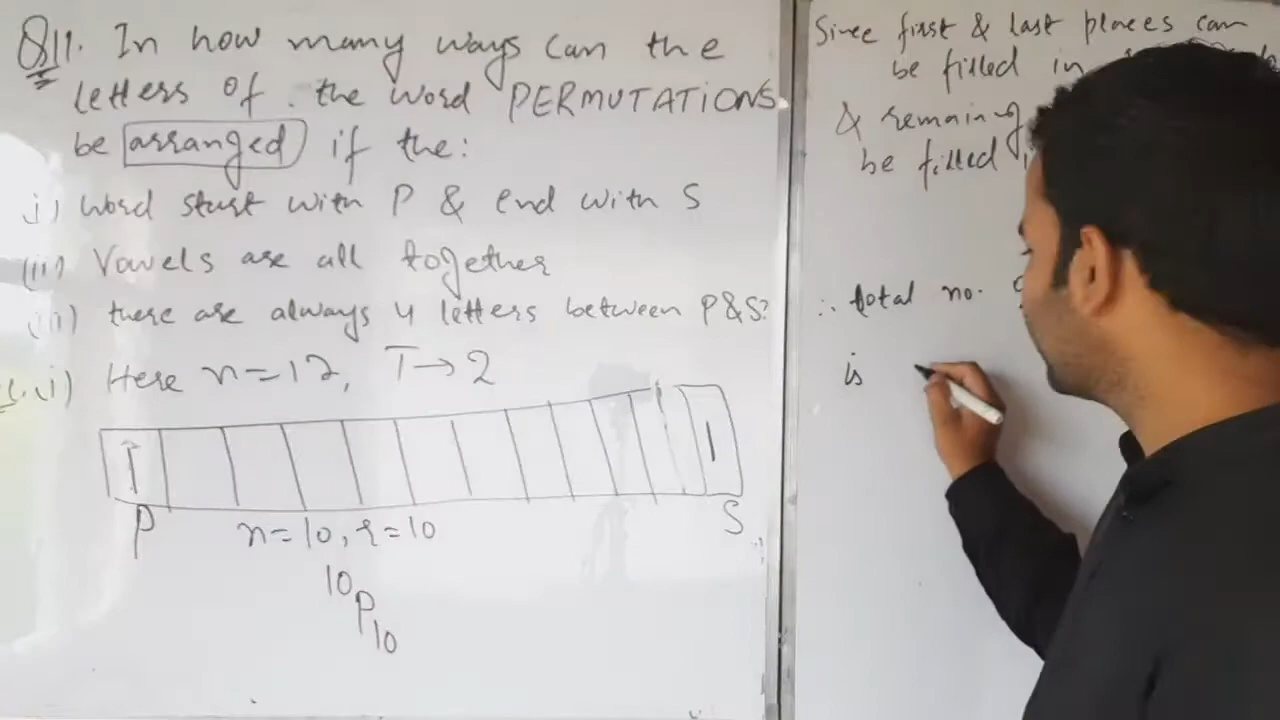 Q11. In how many ways can the
letters of the word PERMUTATIONS
be arranged if the:
i) Word start with P & end with S
(ii) Vowels are all together
(iii) there are always 4 letters between P & S?
i) Here n=12, T→2
1 1
P S
n=10, r=10
10P10
Since first & last places can
be filled in
& remaining
be filled
∴ total no.
is